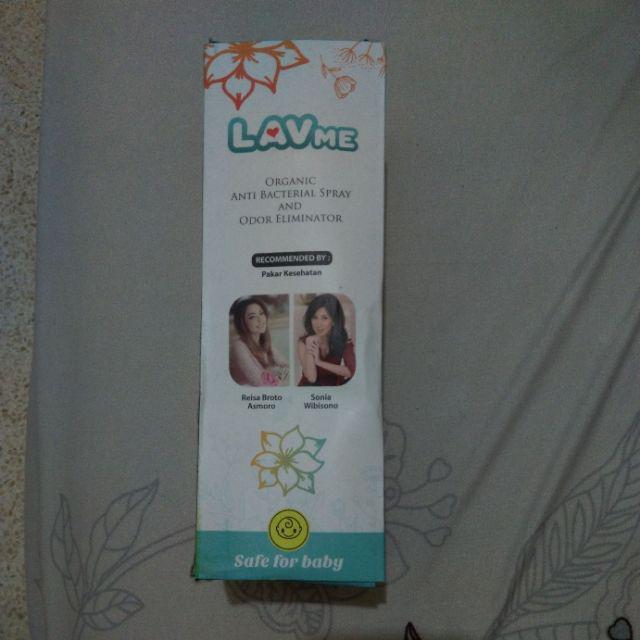 LAVME
ORGANIC
ANTI BACTERIAL SPRAY
AND
ODOR ELIMINATOR
RECOMMENDED BY :
Pakar Kesehatan
Reisa Broto Asmoro
Sonia Wibisono
Safe for baby